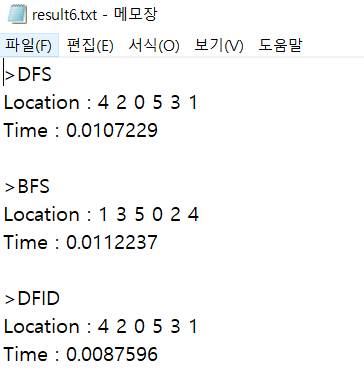 result6.txt - 메모장
파일(F) 편집(E) 서식(O) 보기(V) 도움말
>DFS
Location : 4 2 0 5 3 1
Time : 0.0107229
>BFS
Location : 1 3 5 0 2 4
Time : 0.0112237
>DFID
Location : 4 2 0 5 3 1
Time : 0.0087596